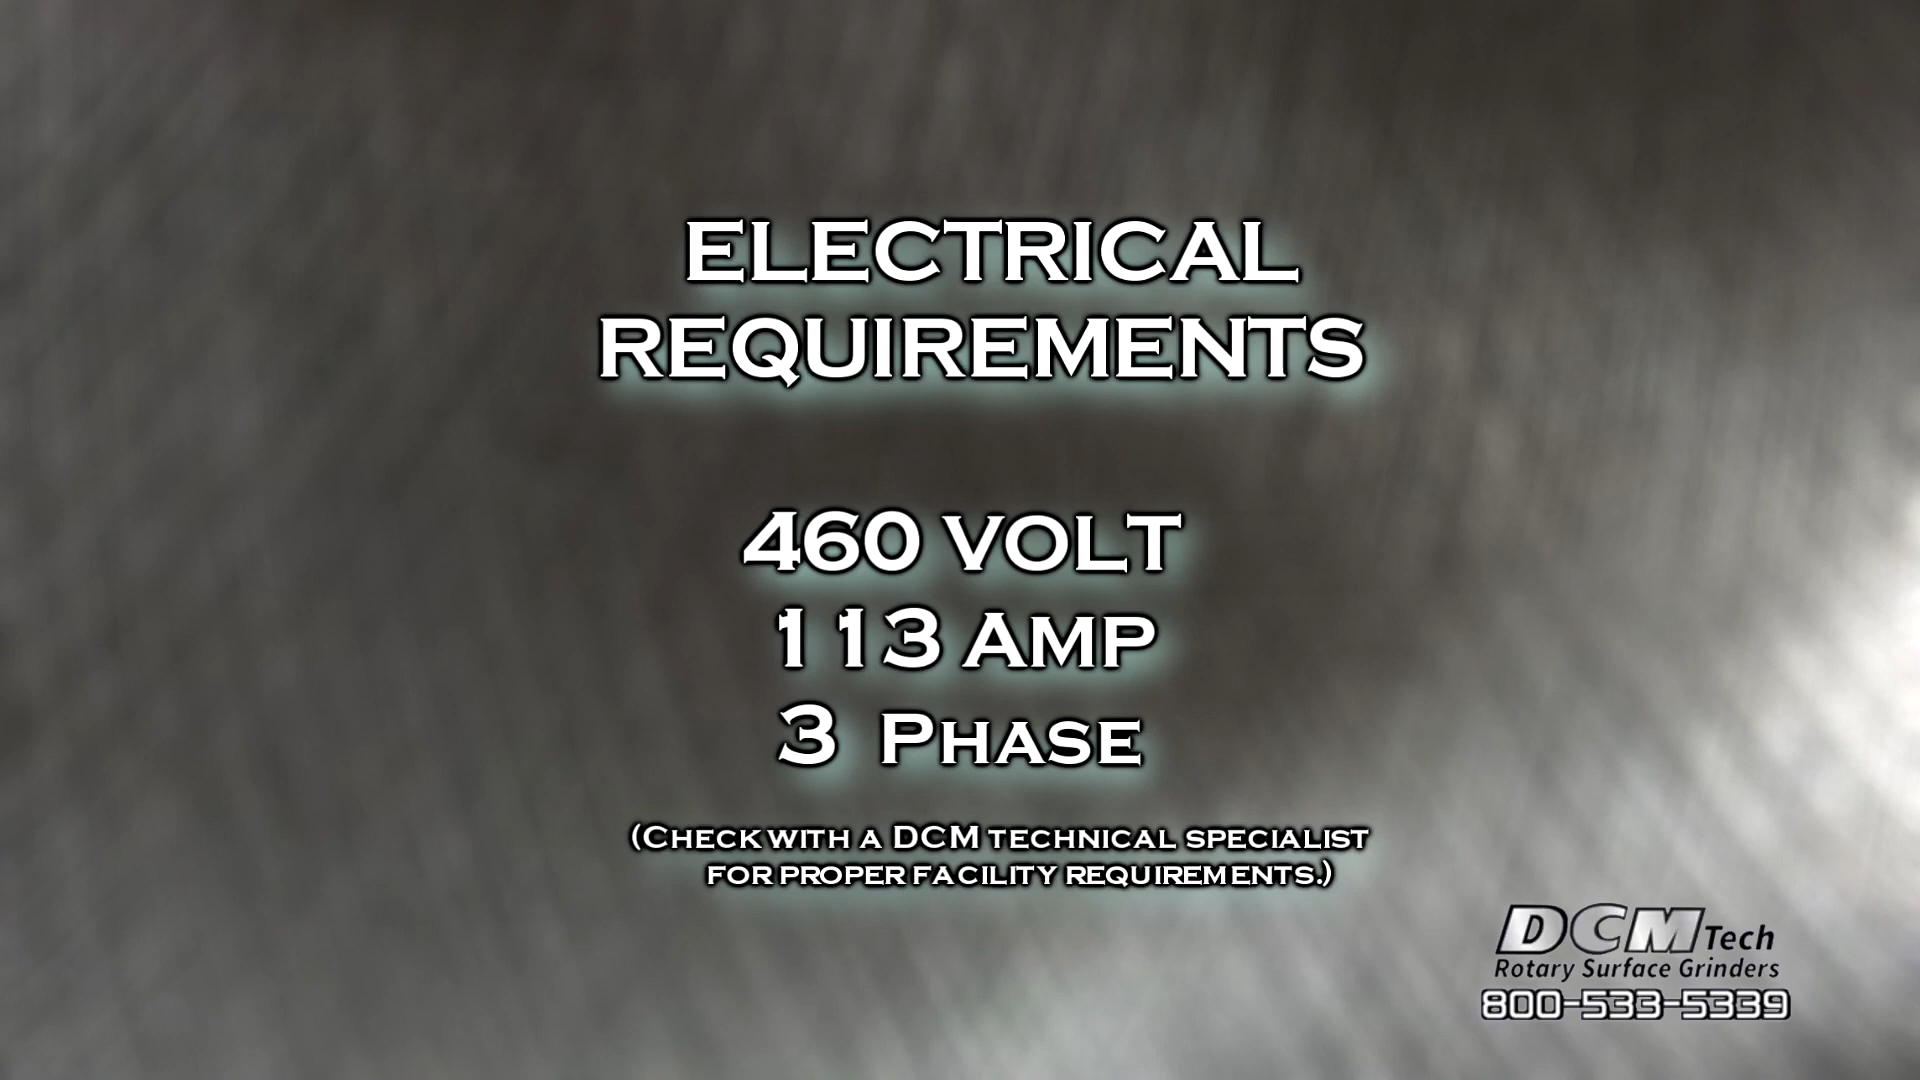 ELECTRICAL
REQUIREMENTS
460 VOLT
113 AMP
3 PHASE
(CHECK WITH A DCM TECHNICAL SPECIALIST
FOR PROPER FACILITY REQUIREMENTS.)
DCM Tech
Rotary Surface Grinders
800-533-5339